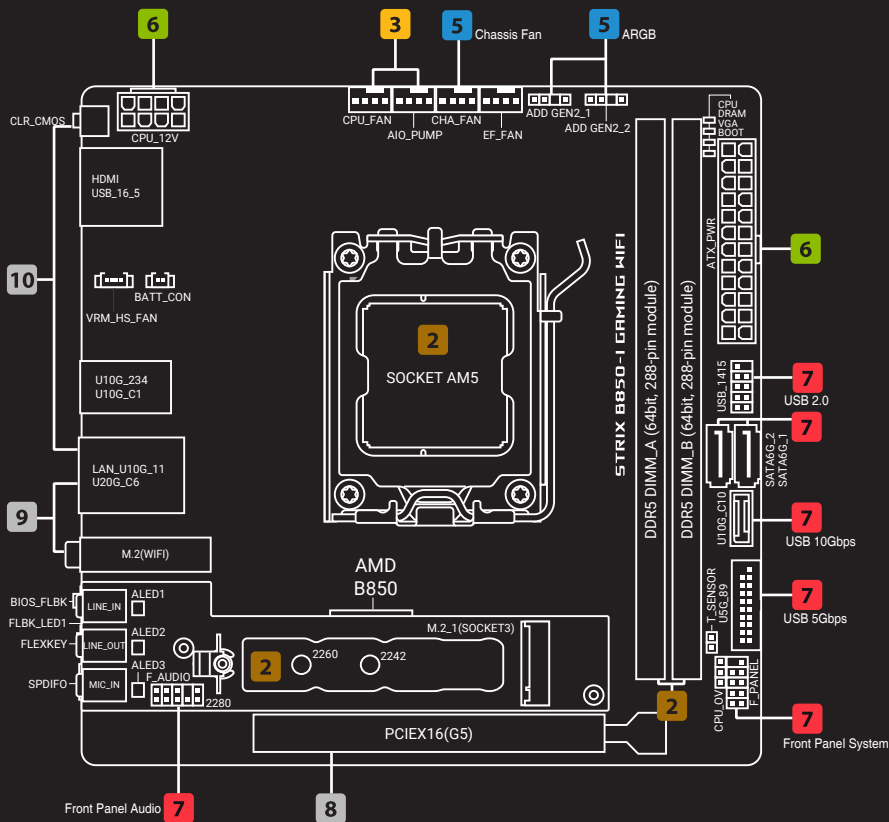 6
3
5
Chassis Fan
5
ARGB
CLR_CMOS
CPU_12V
CPU_FAN
AIO_PUMP
CHA_FAN
EF_FAN
ADD GEN2_1
ADD GEN2_2
CPU
DRAM
VGA
BOOT
HDMI
USB_16_5
ATX_PWR
6
10
BATT_CON
VRM_HS_FAN
2
SOCKET AM5
STRIX B850-I GAMING WIFI
DDR5 DIMM_A (64bit, 288-pin module)
DDR5 DIMM_B (64bit, 288-pin module)
U10G_234
U10G_C1
USB_1415
7
USB 2.0
7
SATA6G_2
SATA6G_1
LAN_U10G_11
U20G_C6
9
U10G_C10
7
USB 10Gbps
M.2(WIFI)
AMD
B850
BIOS_FLBK
FLBK_LED1
LINE_IN
ALED1
T_SENSOR
U5G_89
7
USB 5Gbps
FLEXKEY
LINE_OUT
ALED2
M.2_1(SOCKET3)
2
2260
2242
SPDIFO
MIC_IN
ALED3
F_AUDIO
2280
CPU_OV
F_PANEL
2
7
Front Panel System
PCIEX16(G5)
Front Panel Audio
7
8